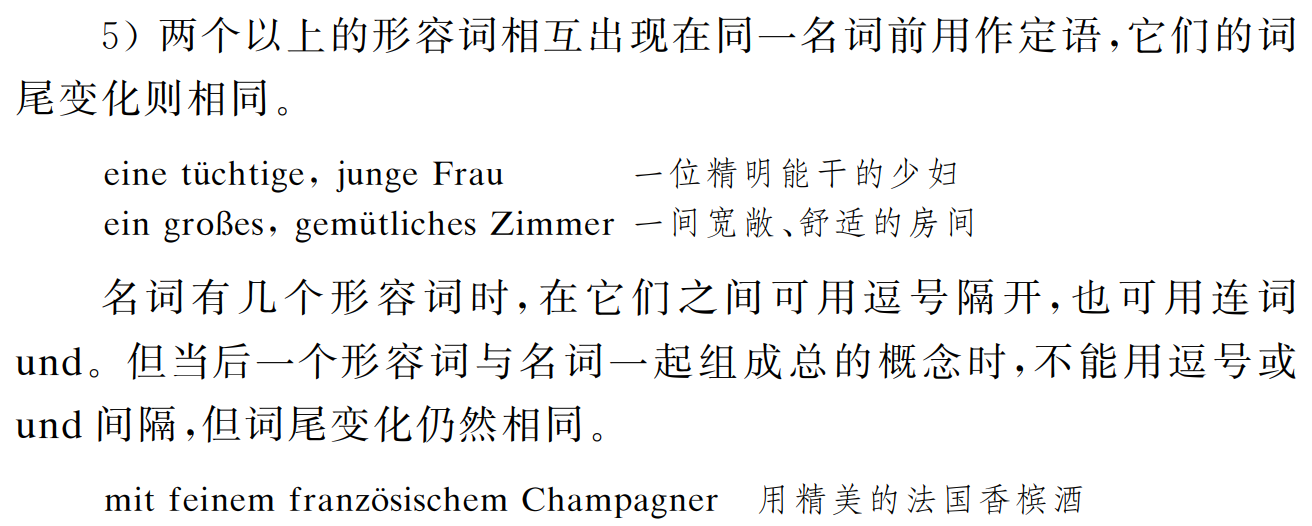 5）两个以上的形容词相互出现在同一名词前用作定语，它们的词
尾变化则相同。
eine tüchtige, junge Frau 一位精明能干的少妇
ein großes, gemütliches Zimmer 一间宽敞、舒适的房间
名词有几个形容词时，在它们之间可用逗号隔开，也可用连词
und。但当后一个形容词与名词一起组成总的概念时，不能用逗号或
und 间隔，但词尾变化仍然相同。
mit feinem französischem Champagner 用精美的法国香槟酒